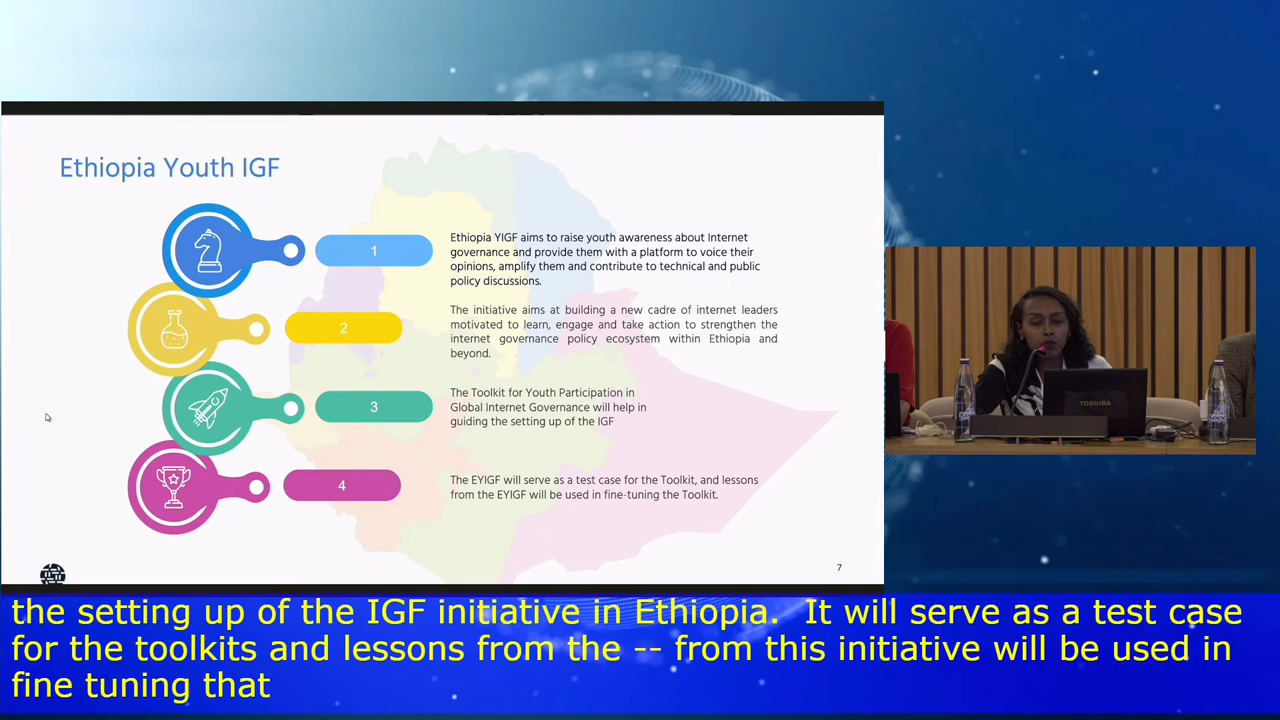 Ethiopia Youth IGF
1
Ethiopia YIGF aims to raise youth awareness about Internet
governance and provide them with a platform to voice their
opinions, amplify them and contribute to technical and public
policy discussions.
2
The initiative aims at building a new cadre of internet leaders
motivated to learn, engage and take action to strengthen the
internet governance policy ecosystem within Ethiopia and
beyond.
3
The Toolkit for Youth Participation in
Global Internet Governance will help in
guiding the setting up of the IGF
4
The EYIGF will serve as a test case for the Toolkit, and lessons
from the EYIGF will be used in fine-tuning the Toolkit.
7
TOSHIBA
the setting up of the IGF initiative in Ethiopia. It will serve as a test case
for the toolkits and lessons from the -- from this initiative will be used in
fine tuning that